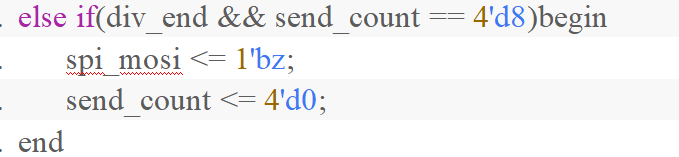 . else if(div_end && send_count == 4'd8)begin
. spi_mosi <= 1'bz;
. send_count <= 4'd0;
. end